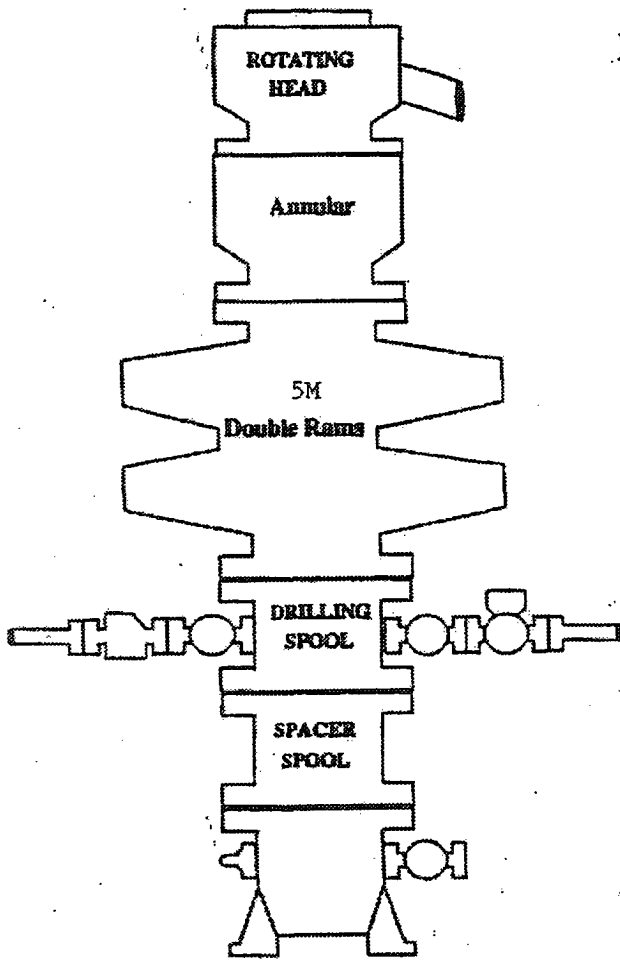 ROTATING
HEAD
Annular
5M
Double Rams
DRILLING
SPOOL
SPACER
SPOOL